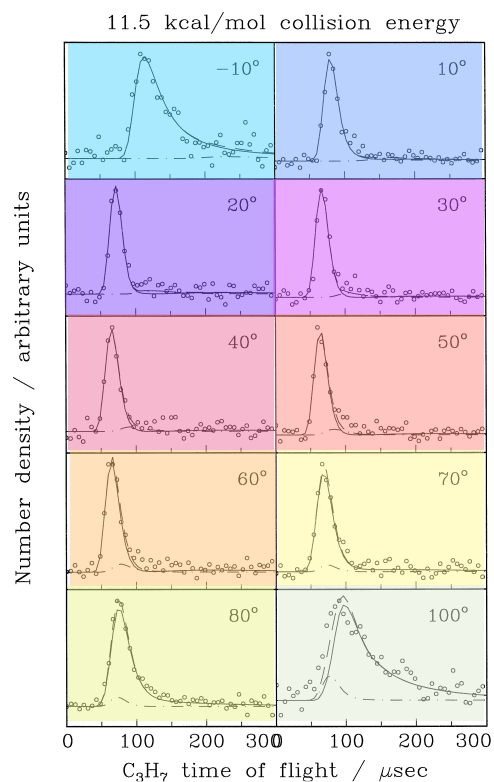 11.5 kcal/mol collision energy
−10°
10°
20°
30°
40°
50°
60°
70°
80°
100°
Number density / arbitrary units
0 100 200 300
0 100 200 300
C₃H₇ time of flight / μsec